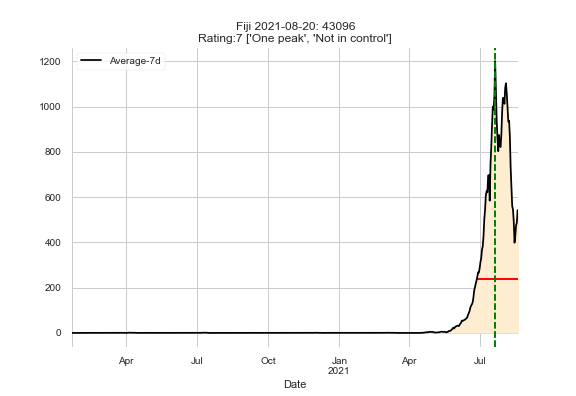 Fiji 2021-08-20: 43096
Rating:7 ['One peak', 'Not in control']
Average-7d
1200
1000
800
600
400
200
0
Apr Jul Oct Jan Apr Jul
2021
Date